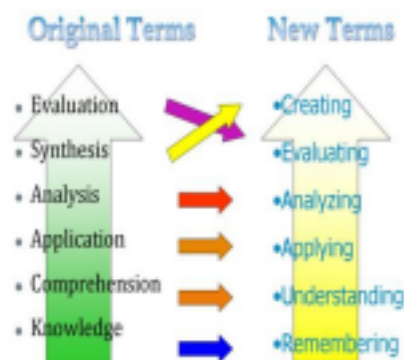 Original Terms New Terms
• Evaluation •Creating
• Synthesis •Evaluating
• Analysis •Analyzing
• Application •Applying
• Comprehension •Understanding
• Knowledge •Remembering